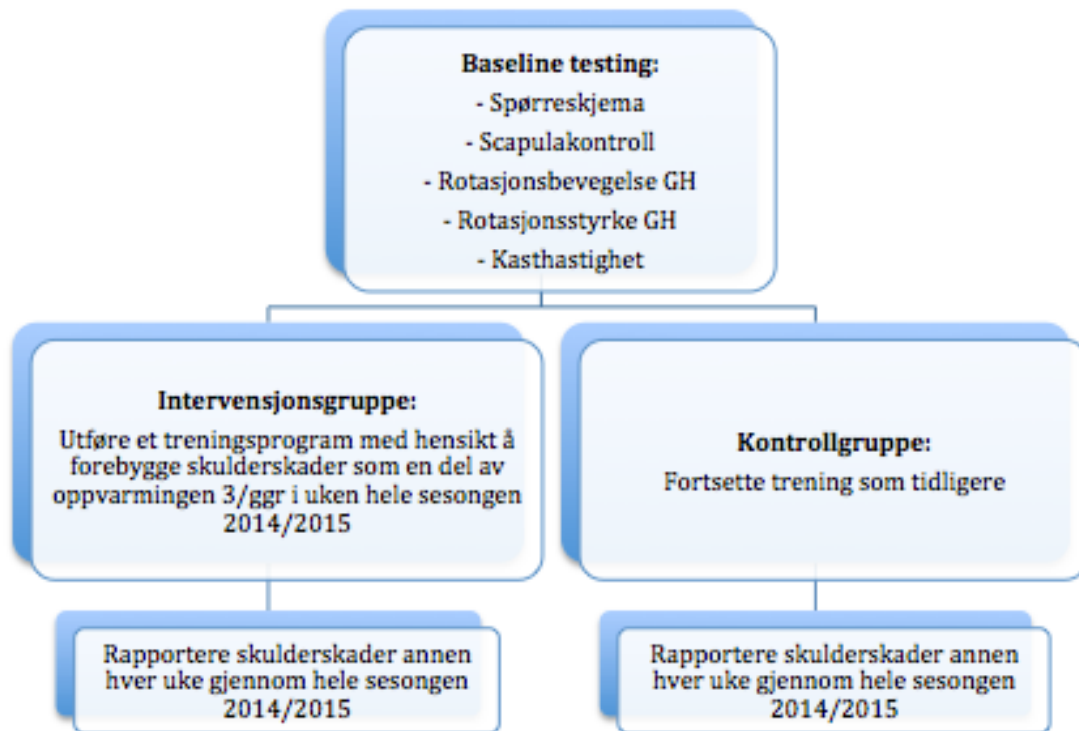 Baseline testing:
- Spørreskjema
- Scapulakontroll
- Rotasjonsbevegelse GH
- Rotasjonsstyrke GH
- Kasthastighet
Intervensjonsgruppe:
Utføre et treningsprogram med hensikt å
forebygge skulderskader som en del av
oppvarmingen 3/ggr i uken hele sesongen
2014/2015
Kontrollgruppe:
Fortsette trening som tidligere
Rapportere skulderskader annen
hver uke gjennom hele sesongen
2014/2015
Rapportere skulderskader annen
hver uke gjennom hele sesongen
2014/2015